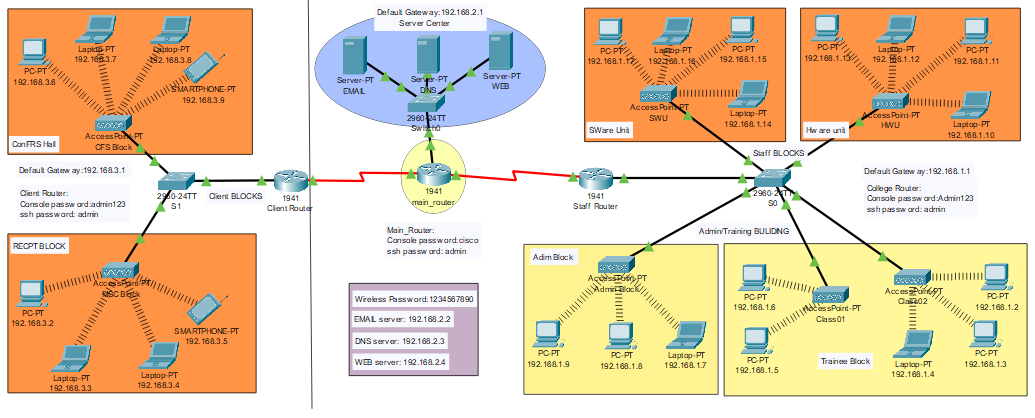 PC-PT
192.168.3.6
Laptop-PT
192.168.3.7
Laptop-PT
192.168.3.8
SMARTPHONE-PT
192.168.3.9
AccessPoint-PT
CFS Block
ConFRS Hall
Default Gateway:192.168.3.1
Client Router:
Console password:admin123
ssh password: admin
2960-24TT
S1
Client BLOCKS
1941
Client Router
RECPT BLOCK
AccessPoint-PT
MSC Block
PC-PT
192.168.3.2
SMARTPHONE-PT
192.168.3.5
Laptop-PT
192.168.3.3
Laptop-PT
192.168.3.4
Default Gateway:192.168.2.1
Server Center
Server-PT
EMAIL
Server-PT
DNS
Server-PT
WEB
2960-24TT
Switch0
1941
main_router
Main_Router:
Console password:cisco
ssh password: admin
Wireless Password:1234567890
EMAIL server: 192.168.2.2
DNS server: 192.168.2.3
WEB server: 192.168.2.4
1941
Staff Router
PC-PT
Laptop-PT
192.168.1.16
PC-PT
192.168.1.15
AccessPoint-PT
SWU
Laptop-PT
192.168.1.14
SWare Unit
PC-PT
192.168.1.13
Laptop-PT
192.168.1.12
PC-PT
192.168.1.11
AccessPoint-PT
HWU
Laptop-PT
192.168.1.10
Hware unit
Staff BLOCKS
2960-24TT
S0
Default Gateway:192.168.1.1
College Router:
Console password:Admin123
ssh password: admin
Admin/Training BULIDING
Adim Block
AccessPoint-PT
Admin Block
PC-PT
192.168.1.9
PC-PT
192.168.1.8
Laptop-PT
192.168.1.7
PC-PT
192.168.1.6
AccessPoint-PT
Class01
PC-PT
192.168.1.5
AccessPoint-PT
Class02
PC-PT
192.168.1.2
Laptop-PT
192.168.1.4
PC-PT
192.168.1.3
Trainee Block